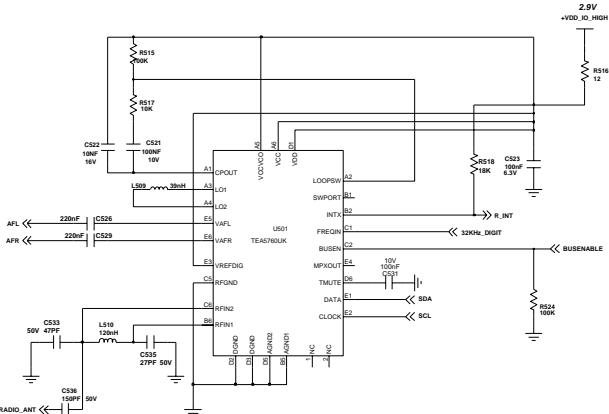 2.9V
+VDD_IO_HIGH
R515
100K
R516
12
R517
10K
C522
10NF
16V
C521
100NF
10V
A5
A6
D1
VCCVCO
VCC
VDD
R518
18K
C523
100nF
6.3V
A1
CPOUT
LOOPSW
A2
L509
39nH
A3
LO1
SWPORT
B1
A4
LO2
INTX
B2
R_INT
AFL
220nF
C526
E5
VAFL
U501
FREQIN
C1
32KHz_DIGIT
AFR
220nF
C529
E6
VAFR
TEA5760UK
BUSEN
C2
BUSENABLE
E3
VREFDIG
MPXOUT
E4
10V
100nF
C531
C5
RFGND
TMUTE
D6
DATA
E1
SDA
C6
RFIN2
CLOCK
E2
SCL
R524
100K
B6
RFIN1
C533
50V
47PF
L510
120nH
C535
27PF
50V
DGND
DGND
AGND2
AGND1
NC
NC
D2
D3
D5
B5
1
2
C536
150PF
50V
RADIO_ANT